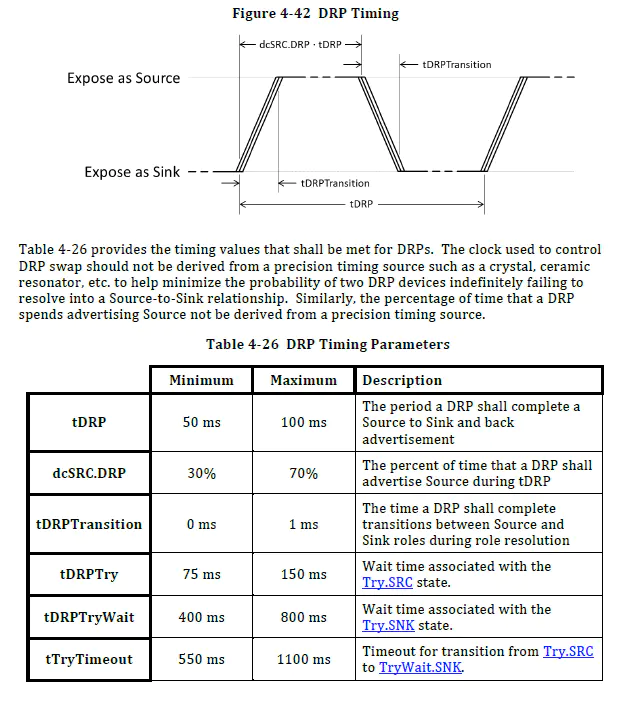 Figure 4-42 DRP Timing
dcSRC.DRP · tDRP
tDRPTransition
Expose as Source
Expose as Sink
tDRPTransition
tDRP
Table 4-26 provides the timing values that shall be met for DRPs. The clock used to control
DRP swap should not be derived from a precision timing source such as a crystal, ceramic
resonator, etc. to help minimize the probability of two DRP devices indefinitely failing to
resolve into a Source-to-Sink relationship. Similarly, the percentage of time that a DRP
spends advertising Source not be derived from a precision timing source.
Table 4-26 DRP Timing Parameters
Minimum Maximum Description
tDRP 50 ms 100 ms The period a DRP shall complete a
Source to Sink and back
advertisement
dcSRC.DRP 30% 70% The percent of time that a DRP shall
advertise Source during tDRP
tDRPTransition 0 ms 1 ms The time a DRP shall complete
transitions between Source and
Sink roles during role resolution
tDRPTry 75 ms 150 ms Wait time associated with the
Try.SRC state.
tDRPTryWait 400 ms 800 ms Wait time associated with the
Try.SNK state.
tTryTimeout 550 ms 1100 ms Timeout for transition from Try.SRC
to TryWait.SNK.